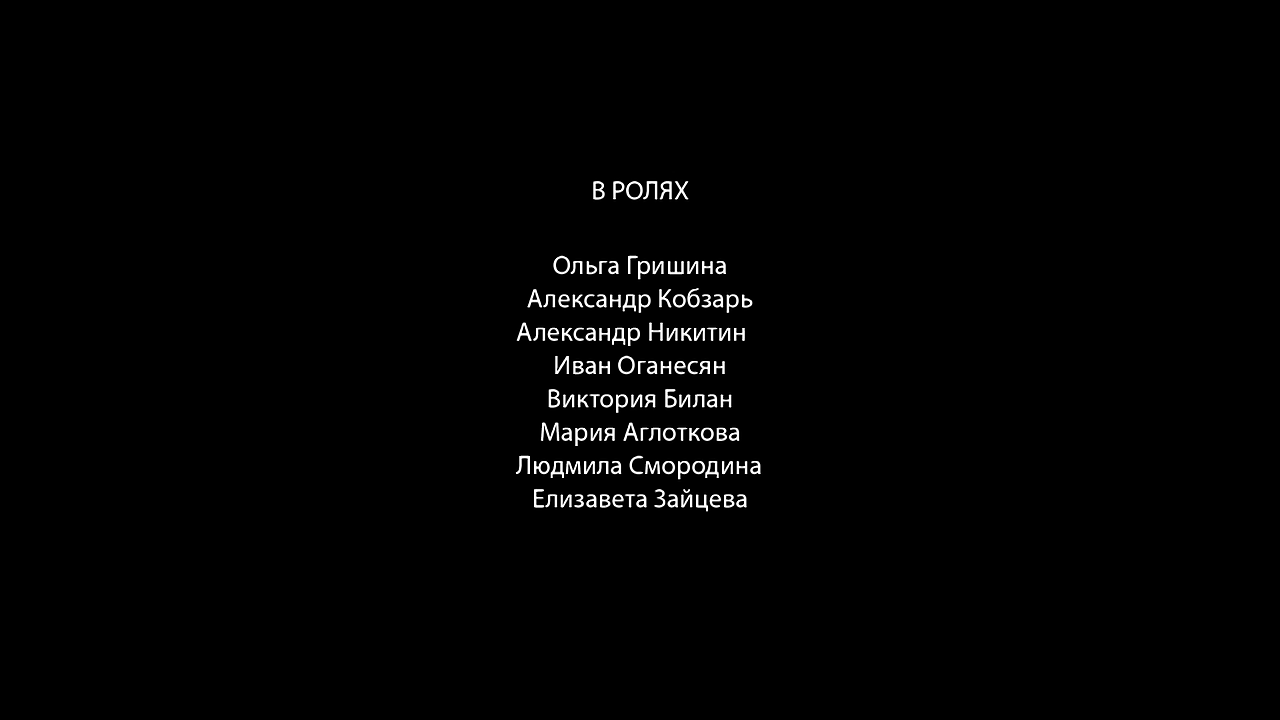 В РОЛЯХ
Ольга Гришина
Александр Кобзарь
Александр Никитин
Иван Оганесян
Виктория Билан
Мария Аглоткова
Людмила Смородина
Елизавета Зайцева